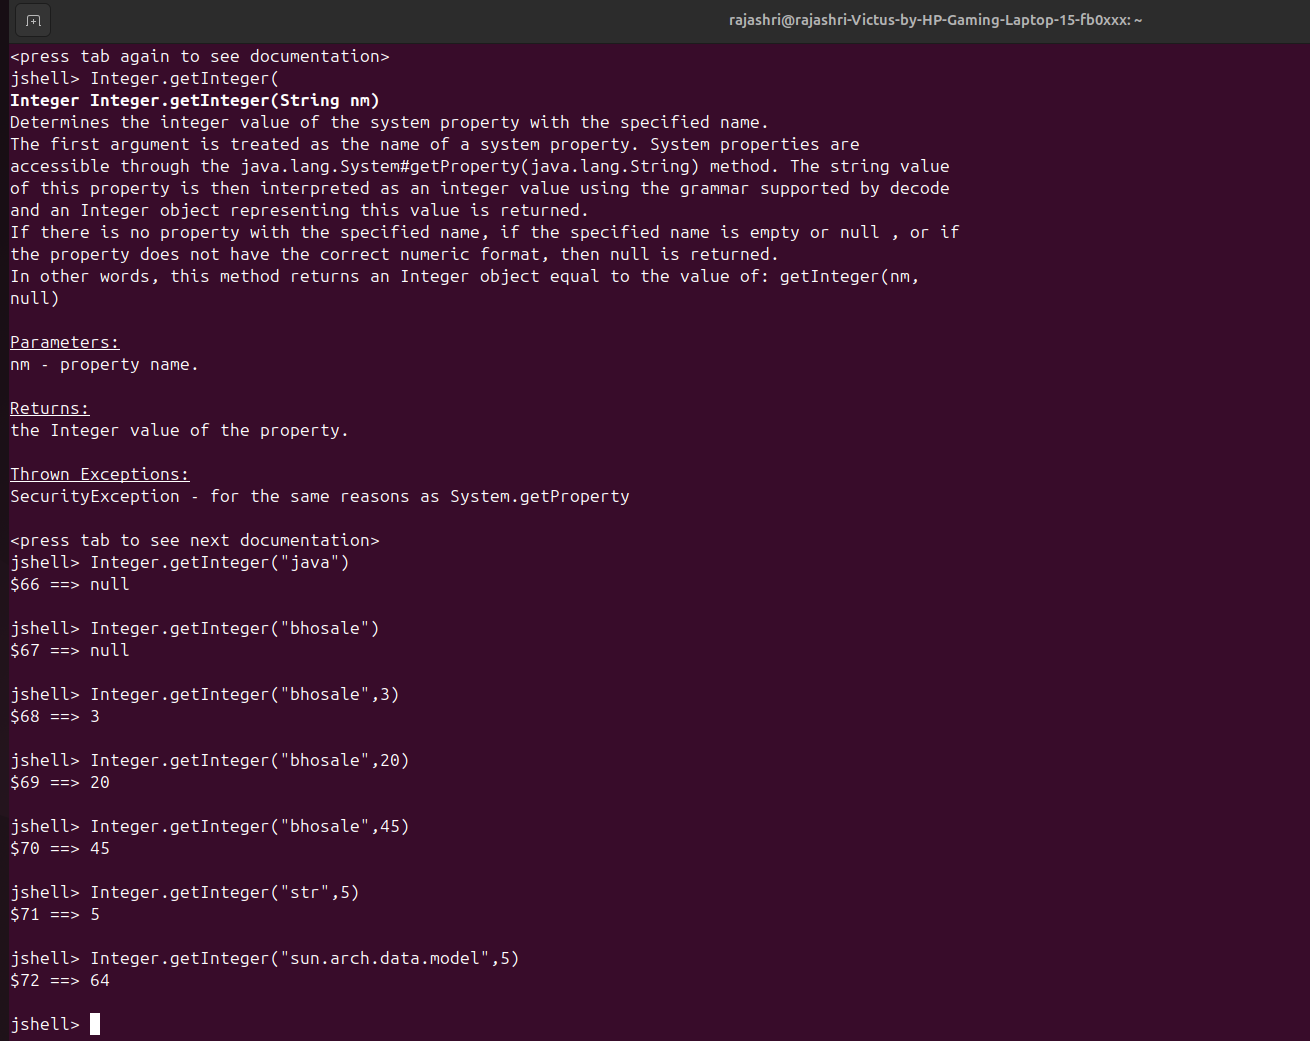 rajashri@rajashri-Victus-by-HP-Gaming-Laptop-15-fb0xxx: ~
<press tab again to see documentation>
jshell> Integer.getInteger(
Integer Integer.getInteger(String nm)
Determines the integer value of the system property with the specified name.
The first argument is treated as the name of a system property. System properties are
accessible through the java.lang.System#getProperty(java.lang.String) method. The string value
of this property is then interpreted as an integer value using the grammar supported by decode
and an Integer object representing this value is returned.
If there is no property with the specified name, if the specified name is empty or null , or if
the property does not have the correct numeric format, then null is returned.
In other words, this method returns an Integer object equal to the value of: getInteger(nm,
null)
Parameters:
nm - property name.
Returns:
the Integer value of the property.
Thrown Exceptions:
SecurityException - for the same reasons as System.getProperty
<press tab to see next documentation>
jshell> Integer.getInteger("java")
$66 ==> null
jshell> Integer.getInteger("bhosale")
$67 ==> null
jshell> Integer.getInteger("bhosale",3)
$68 ==> 3
jshell> Integer.getInteger("bhosale",20)
$69 ==> 20
jshell> Integer.getInteger("bhosale",45)
$70 ==> 45
jshell> Integer.getInteger("str",5)
$71 ==> 5
jshell> Integer.getInteger("sun.arch.data.model",5)
$72 ==> 64
jshell>